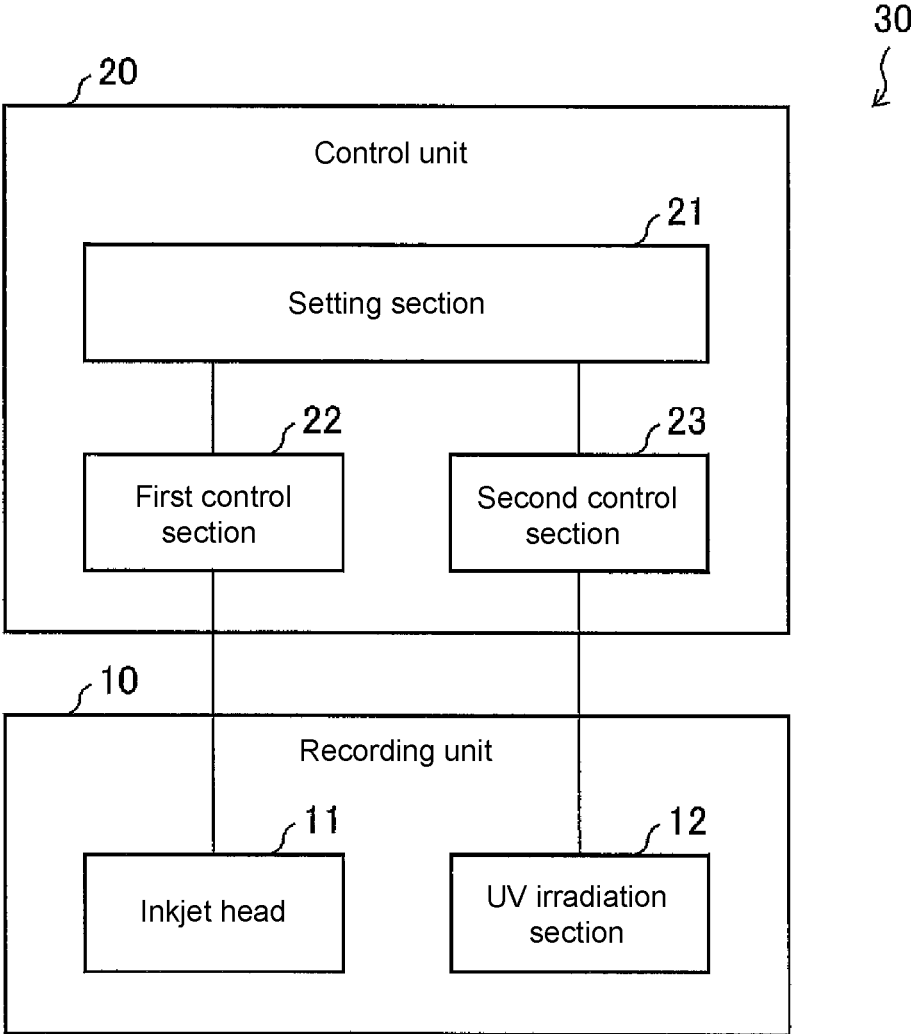 30
20
Control unit
21
Setting section
22
23
First control
section
Second control
section
10
Recording unit
11
12
Inkjet head
UV irradiation
section